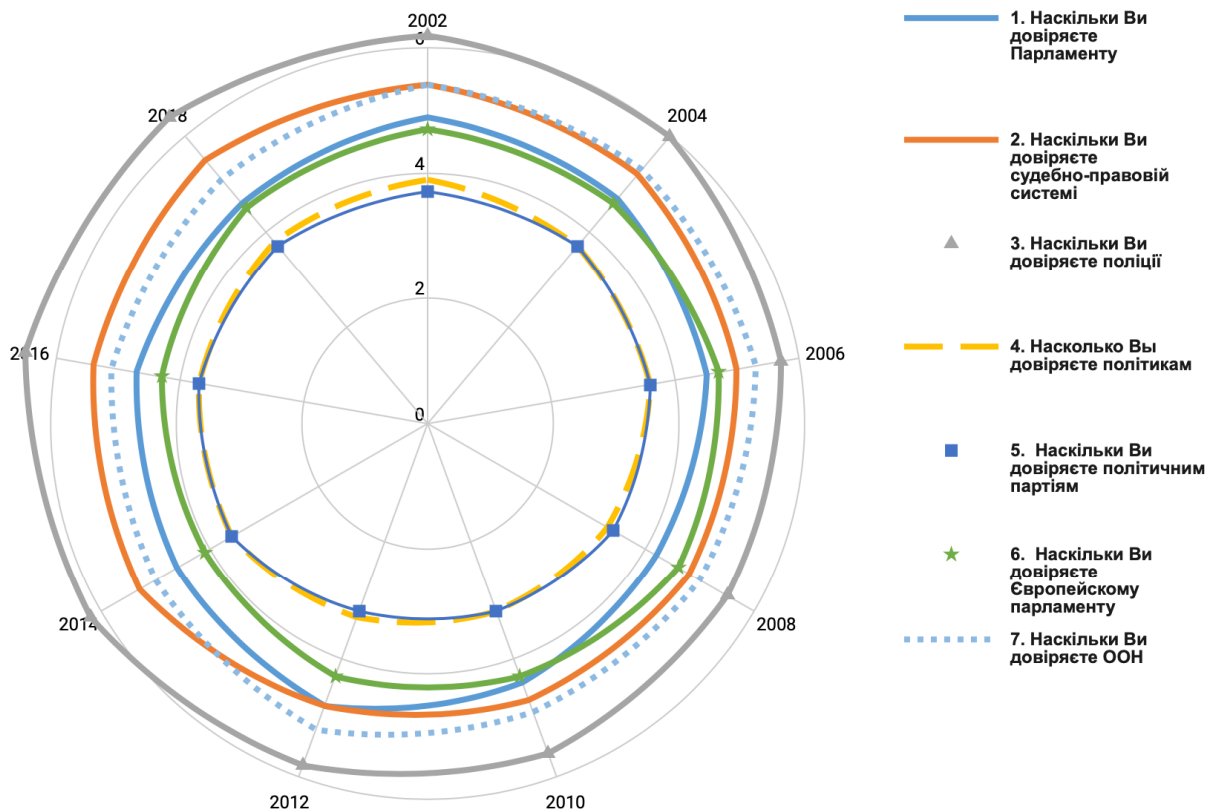 2002
6
2018
2004
4
2
2016
2006
0
2014
2008
2012
2010
1. Наскільки Ви
довіряєте
Парламенту
2. Наскільки Ви
довіряєте
судебно-правовій
системі
3. Наскільки Ви
довіряєте поліції
4. Насколько Вы
довіряєте політикам
5. Наскільки Ви
довіряєте політичним
партіям
6. Наскільки Ви
довіряєте
Європейскому
парламенту
7. Наскільки Ви
довіряєте ООН